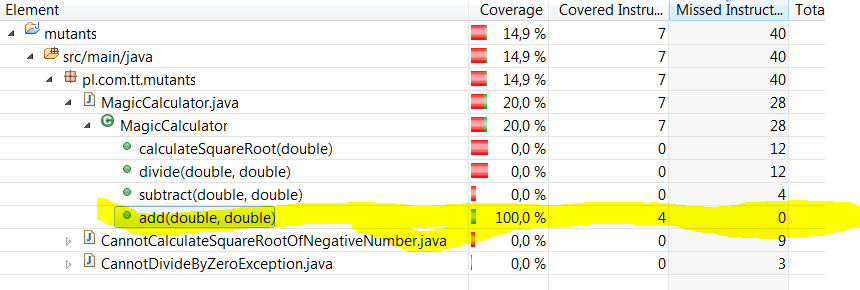 Element Coverage Covered Instru... Missed Instruct... Tota
mutants 14,9 % 7 40
src/main/java 14,9 % 7 40
pl.com.tt.mutants 14,9 % 7 40
MagicCalculator.java 20,0 % 7 28
MagicCalculator 20,0 % 7 28
calculateSquareRoot(double) 0,0 % 0 12
divide(double, double) 0,0 % 0 12
subtract(double, double) 0,0 % 0 4
add(double, double) 100,0 % 4 0
CannotCalculateSquareRootOfNegativeNumber.java 0,0 % 0 9
CannotDivideByZeroException.java 0,0 % 0 3